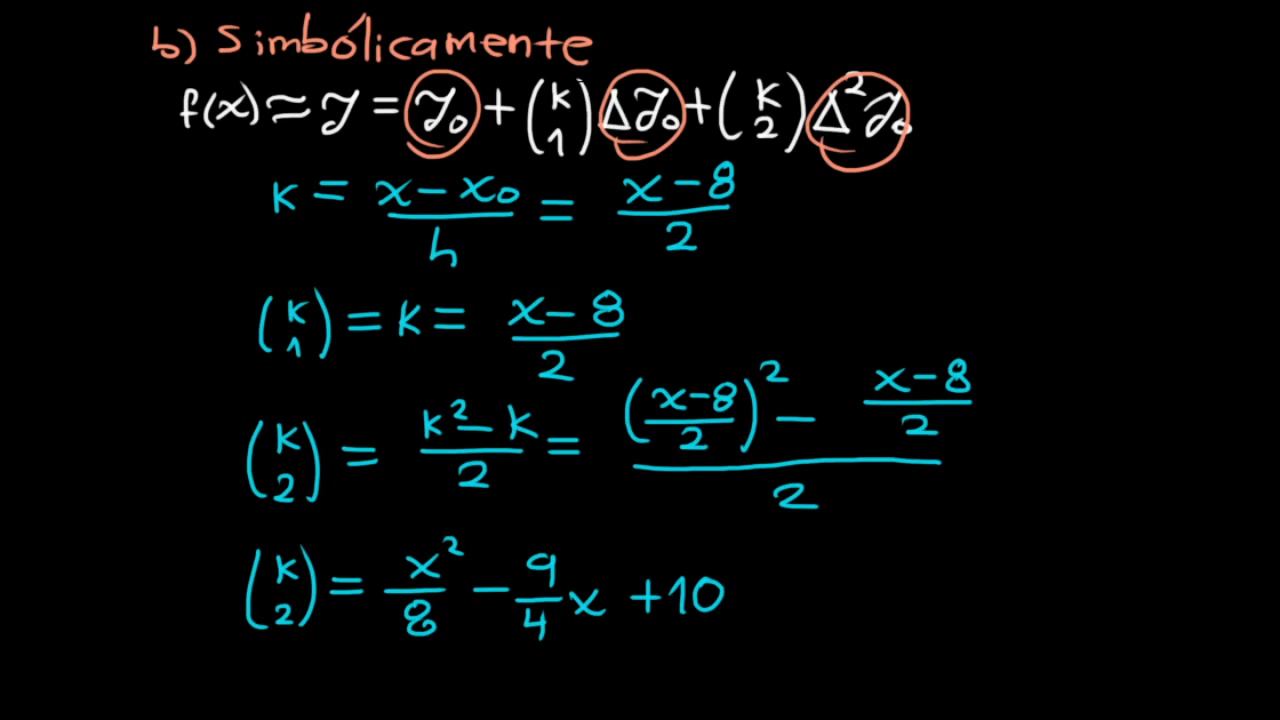 b) Simbólicamente
f(x) ≈ y = y₀ + (k 1) Δy₀ + (k 2) Δ²y₀
k = (x − x₀)/h = (x − 8)/2
(k 1) = k = (x − 8)/2
(k 2) = (k² − k)/2 = (((x−8)/2)² − (x−8)/2)/2
(k 2) = x²/8 − 9/4 x + 10